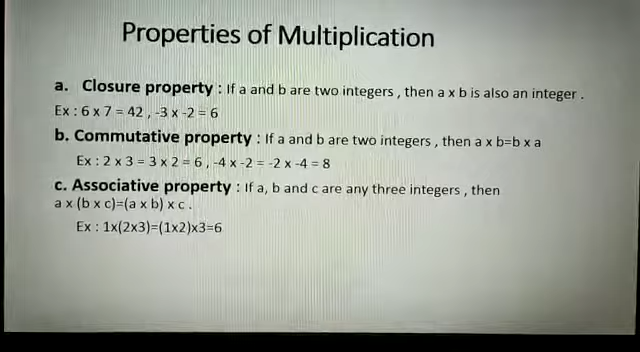 Properties of Multiplication
a. Closure property : If a and b are two integers , then a x b is also an integer .
Ex : 6 x 7 = 42 , -3 x -2 = 6
b. Commutative property : If a and b are two integers , then a x b=b x a
Ex : 2 x 3 = 3 x 2 = 6 , -4 x -2 = -2 x -4 = 8
c. Associative property : If a, b and c are any three integers , then
a x (b x c)=(a x b) x c .
Ex : 1x(2x3)=(1x2)x3=6